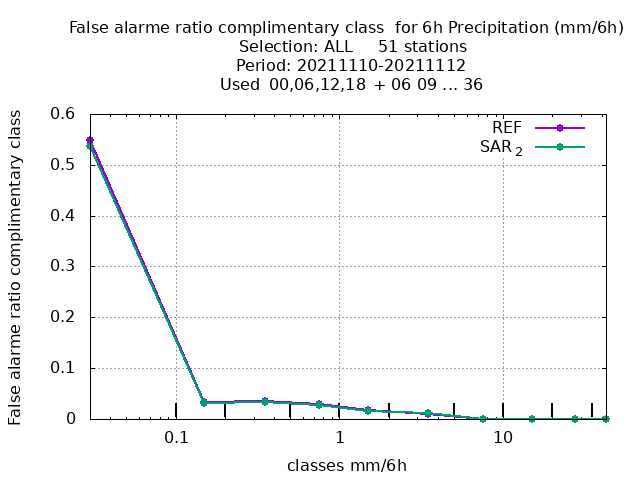 False alarme ratio complimentary class  for 6h Precipitation (mm/6h)
Selection: ALL     51 stations
Period: 20211110-20211112
Used  00,06,12,18  + 06 09 ... 36
False alarme ratio complimentary class
0.6
0.5
0.4
0.3
0.2
0.1
0
REF
SAR 2
0.1
1
10
classes mm/6h